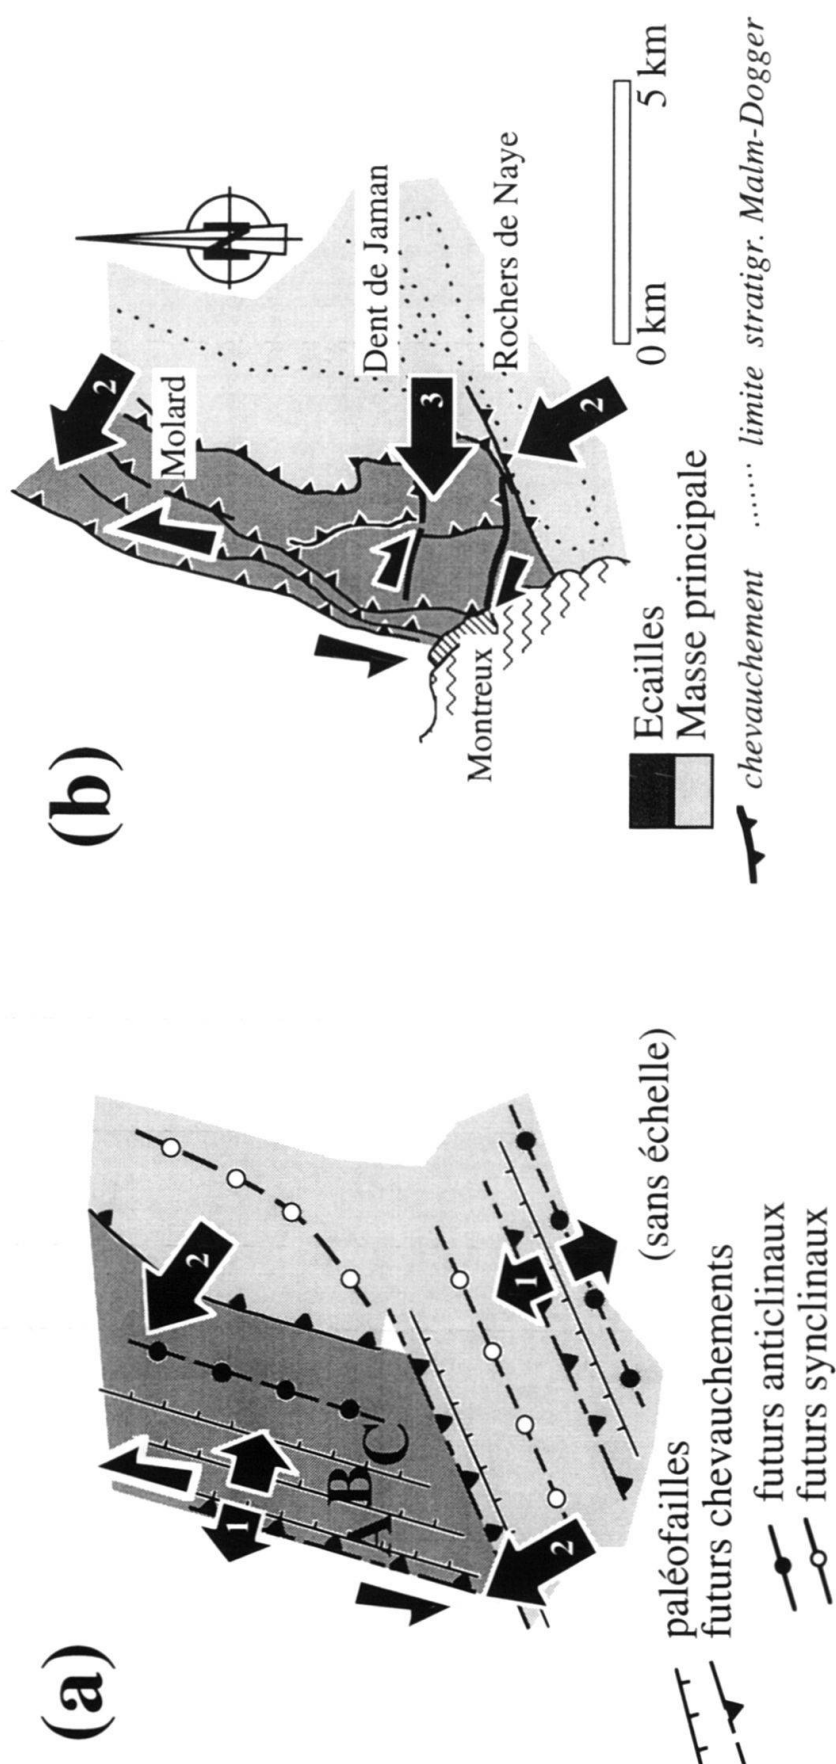 (a)
1
2
A
B
C
1
2
(sans échelle)
paléofailles
futurs chevauchements
futurs anticlinaux
futurs synclinaux
(b)
2
Molard
N
Dent de Jaman
3
Rochers de Naye
2
Montreux
0 km
5 km
Ecailles
Masse principale
chevauchement
....... limite stratigr. Malm-Dogger